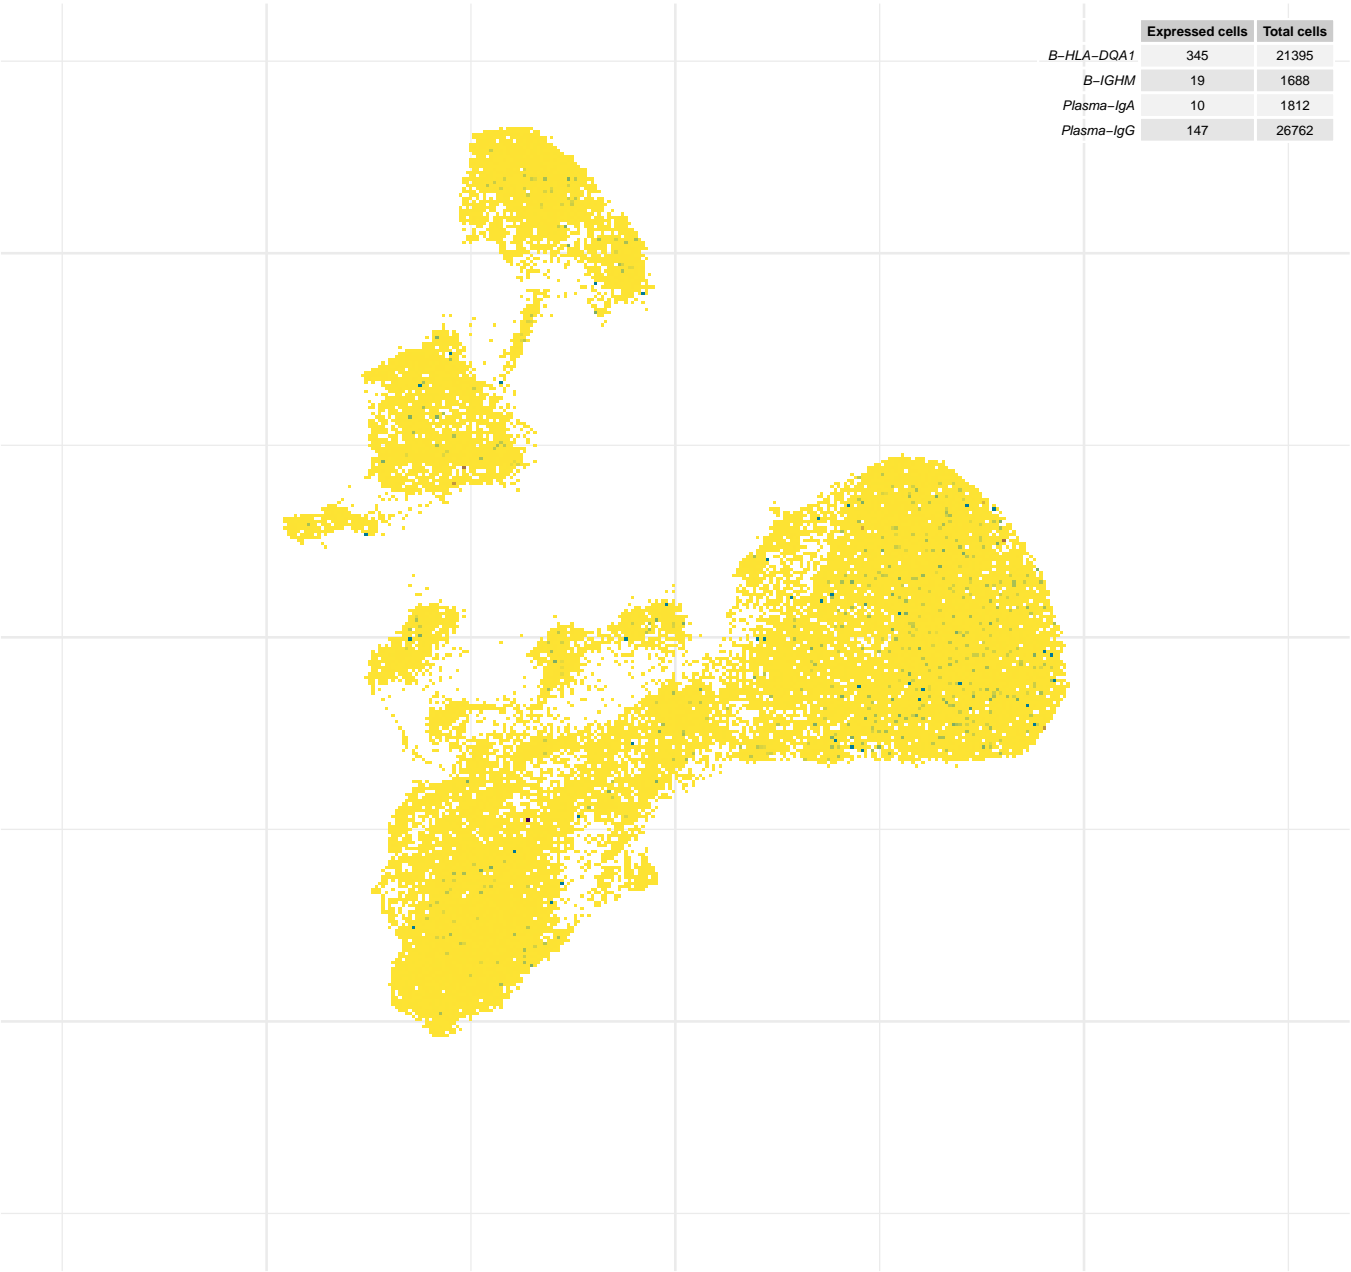 Expressed cells Total cells
B−HLA−DQA1 345 21395
B−IGHM 19 1688
Plasma−IgA 10 1812
Plasma−IgG 147 26762